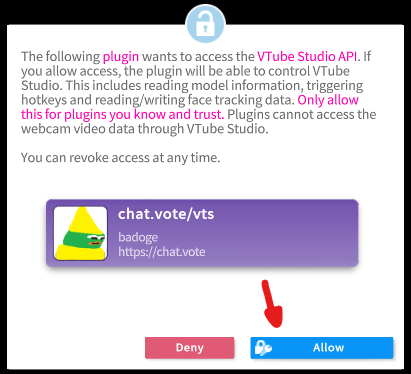 The following plugin wants to access the VTube Studio API. If
you allow access, the plugin will be able to control VTube
Studio. This includes reading model information, triggering
hotkeys and reading/writing face tracking data. Only allow
this for plugins you know and trust. Plugins cannot access the
webcam video data through VTube Studio.
You can revoke access at any time.
chat.vote/vts
badoge
https://chat.vote
Deny
Allow